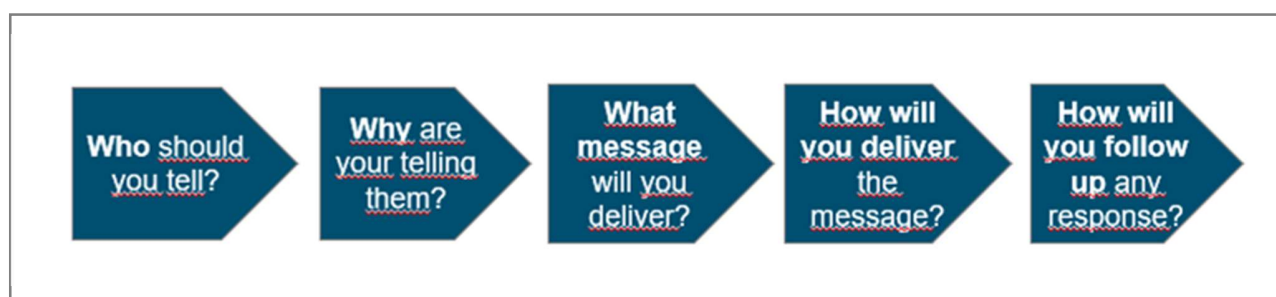 Who should
you tell?
Why are
your telling
them?
What
message
will you
deliver?
How will
you deliver
the
message?
How will
you follow
up any
response?